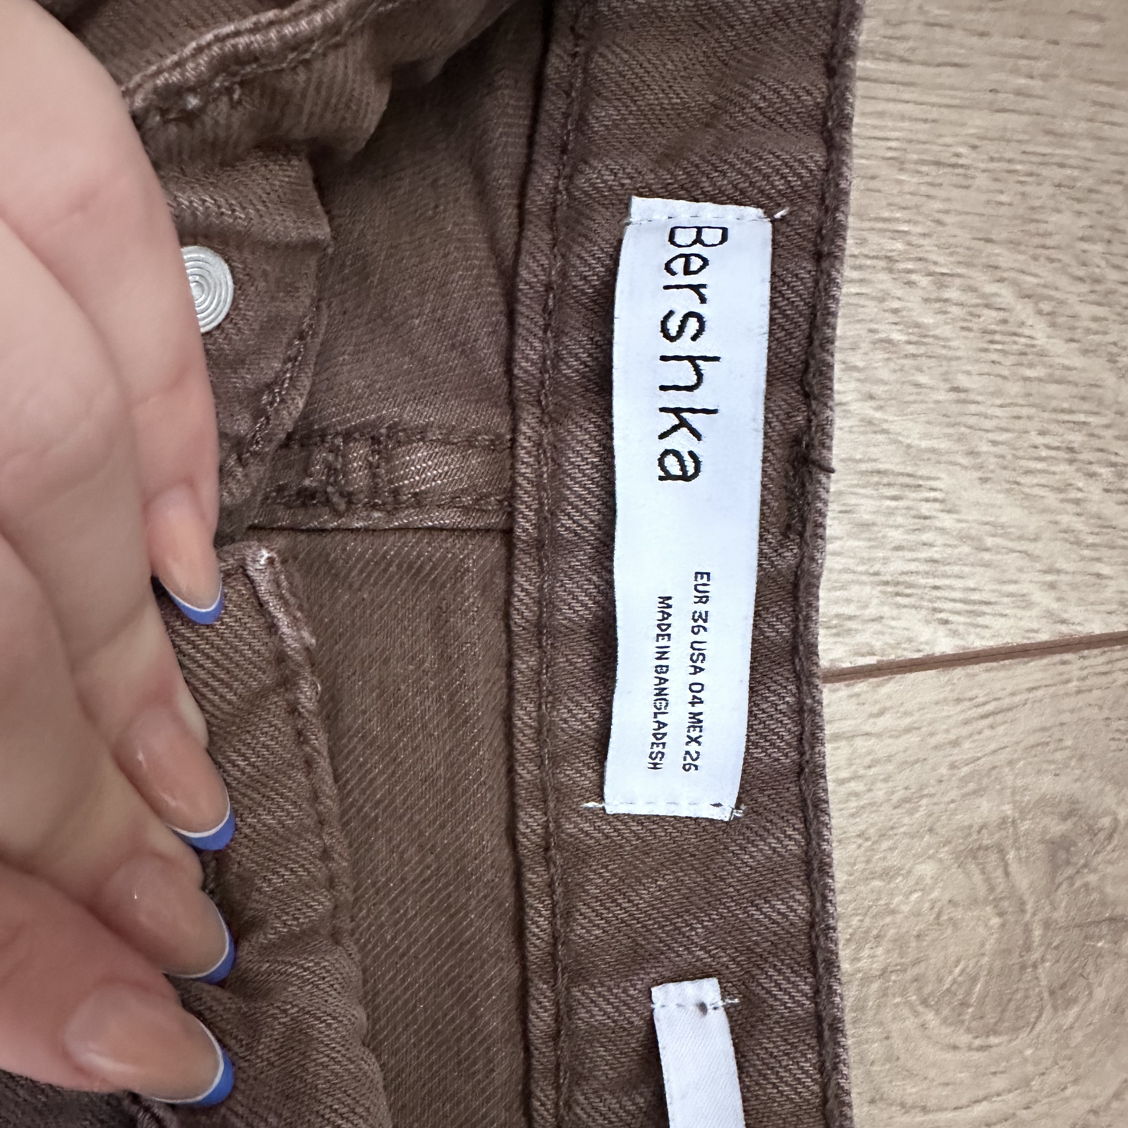 Bershka
EUR 36 USA 04 MEX 26
MADE IN BANGLADESH